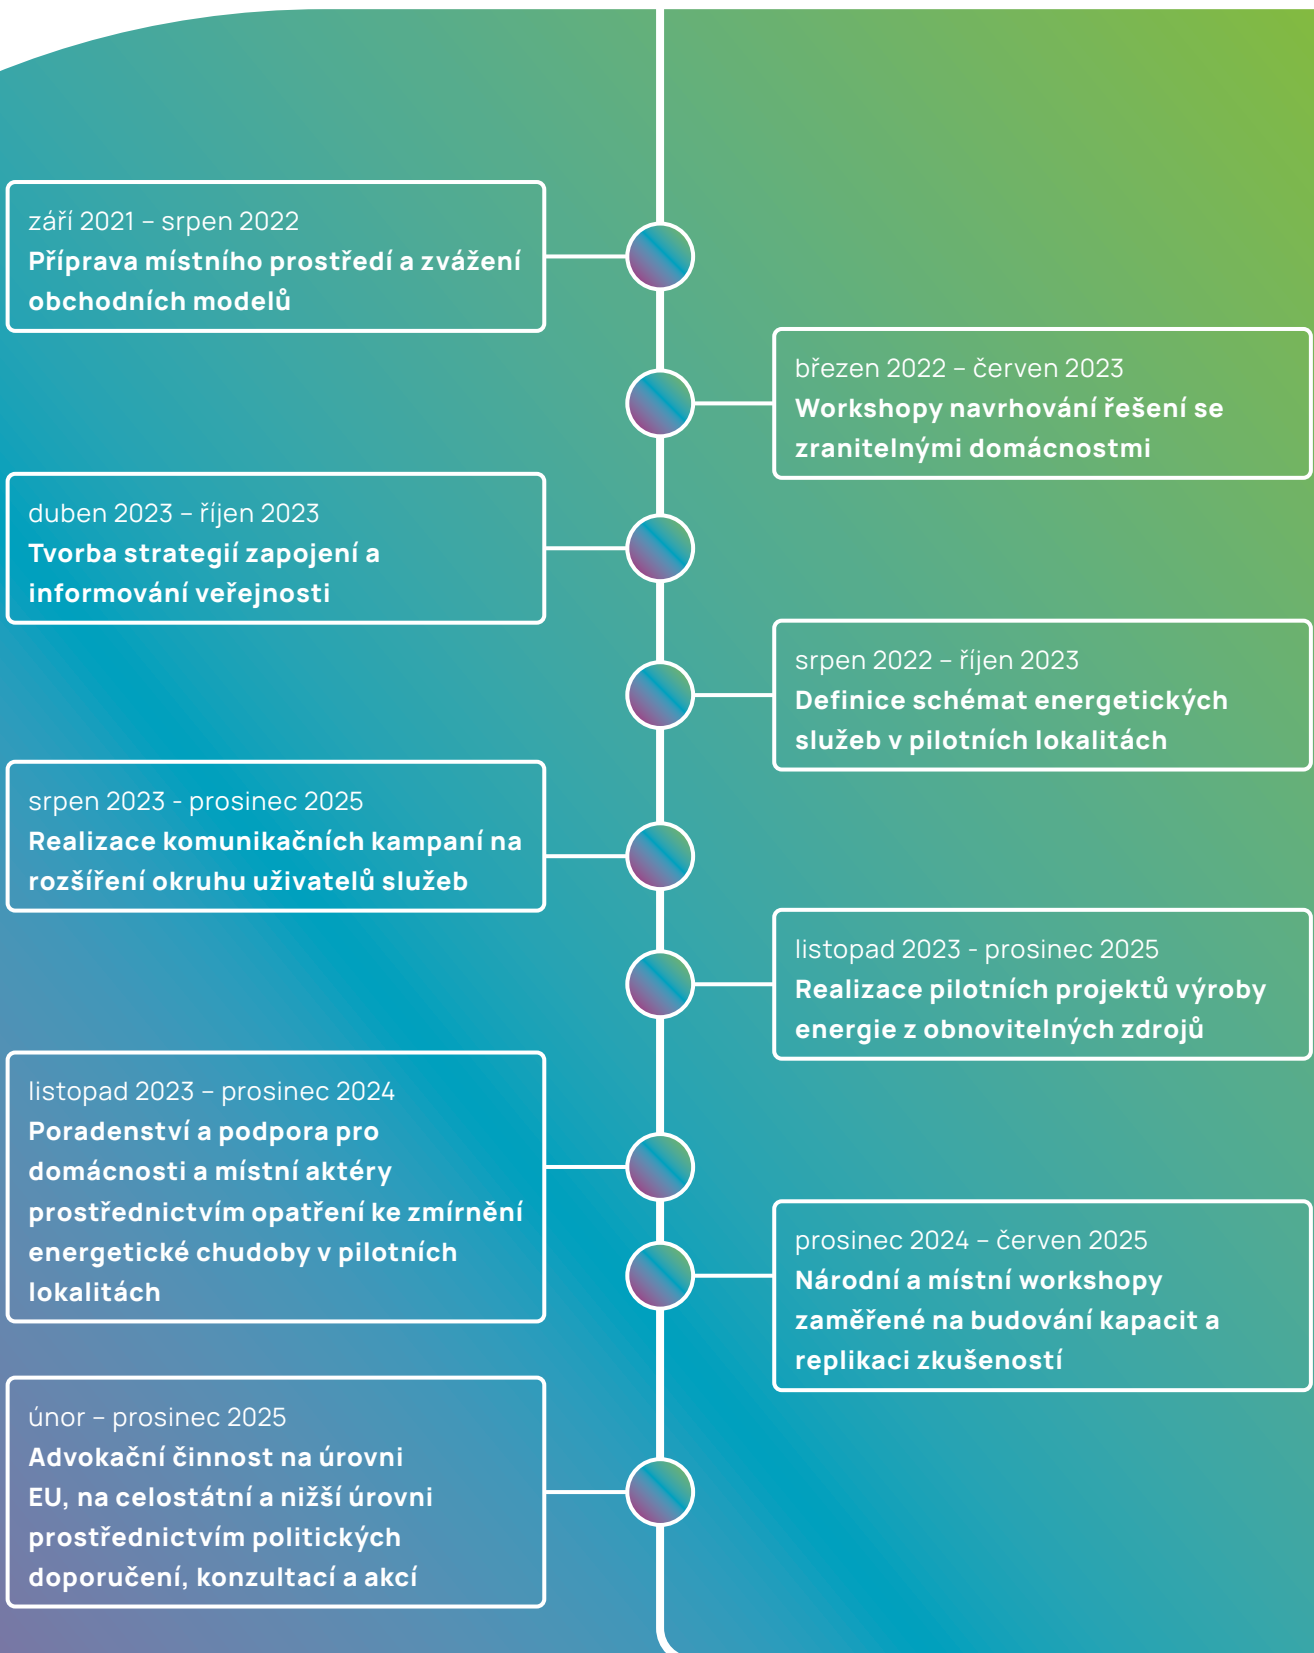 září 2021 – srpen 2022
Příprava místního prostředí a zvážení
obchodních modelů
březen 2022 – červen 2023
Workshopy navrhování řešení se
zranitelnými domácnostmi
duben 2023 – říjen 2023
Tvorba strategií zapojení a
informování veřejnosti
srpen 2022 – říjen 2023
Definice schémat energetických
služeb v pilotních lokalitách
srpen 2023 - prosinec 2025
Realizace komunikačních kampaní na
rozšíření okruhu uživatelů služeb
listopad 2023 - prosinec 2025
Realizace pilotních projektů výroby
energie z obnovitelných zdrojů
listopad 2023 – prosinec 2024
Poradenství a podpora pro
domácnosti a místní aktéry
prostřednictvím opatření ke zmírnění
energetické chudoby v pilotních
lokalitách
prosinec 2024 – červen 2025
Národní a místní workshopy
zaměřené na budování kapacit a
replikaci zkušeností
únor – prosinec 2025
Advokační činnost na úrovni
EU, na celostátní a nižší úrovni
prostřednictvím politických
doporučení, konzultací a akcí